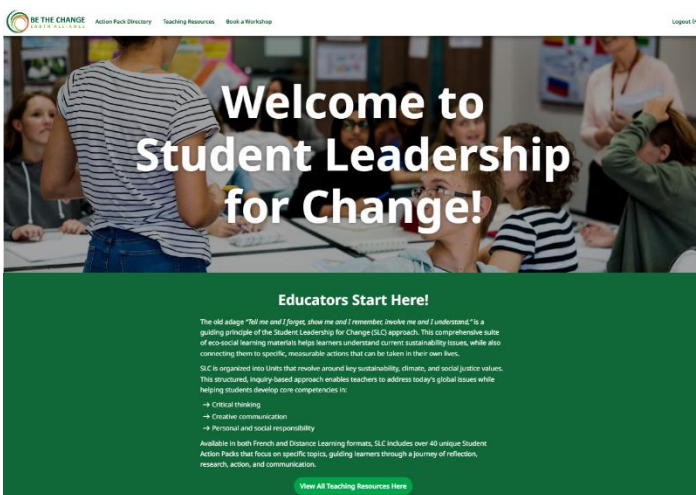 BE THE CHANGE
EARTH ALLIANCE
Action Pack Directory
Teaching Resources
Book a Workshop
Logout
Welcome to
Student Leadership
for Change!
Educators Start Here!
The old adage "Tell me and I forget, show me and I remember, involve me and I understand," is a
guiding principle of the Student Leadership for Change (SLC) approach. This comprehensive suite
of eco-social learning materials helps learners understand current sustainability issues, while also
connecting them to specific, measurable actions that can be taken in their own lives.
SLC is organized into Units that revolve around key sustainability, climate, and social justice values.
This structured, inquiry-based approach enables teachers to address today's global issues while
helping students develop core competencies in:
→ Critical thinking
→ Creative communication
→ Personal and social responsibility
Available in both French and Distance Learning formats, SLC includes over 40 unique Student
Action Packs that focus on specific topics, guiding learners through a journey of reflection,
research, action, and communication.
View All Teaching Resources Here